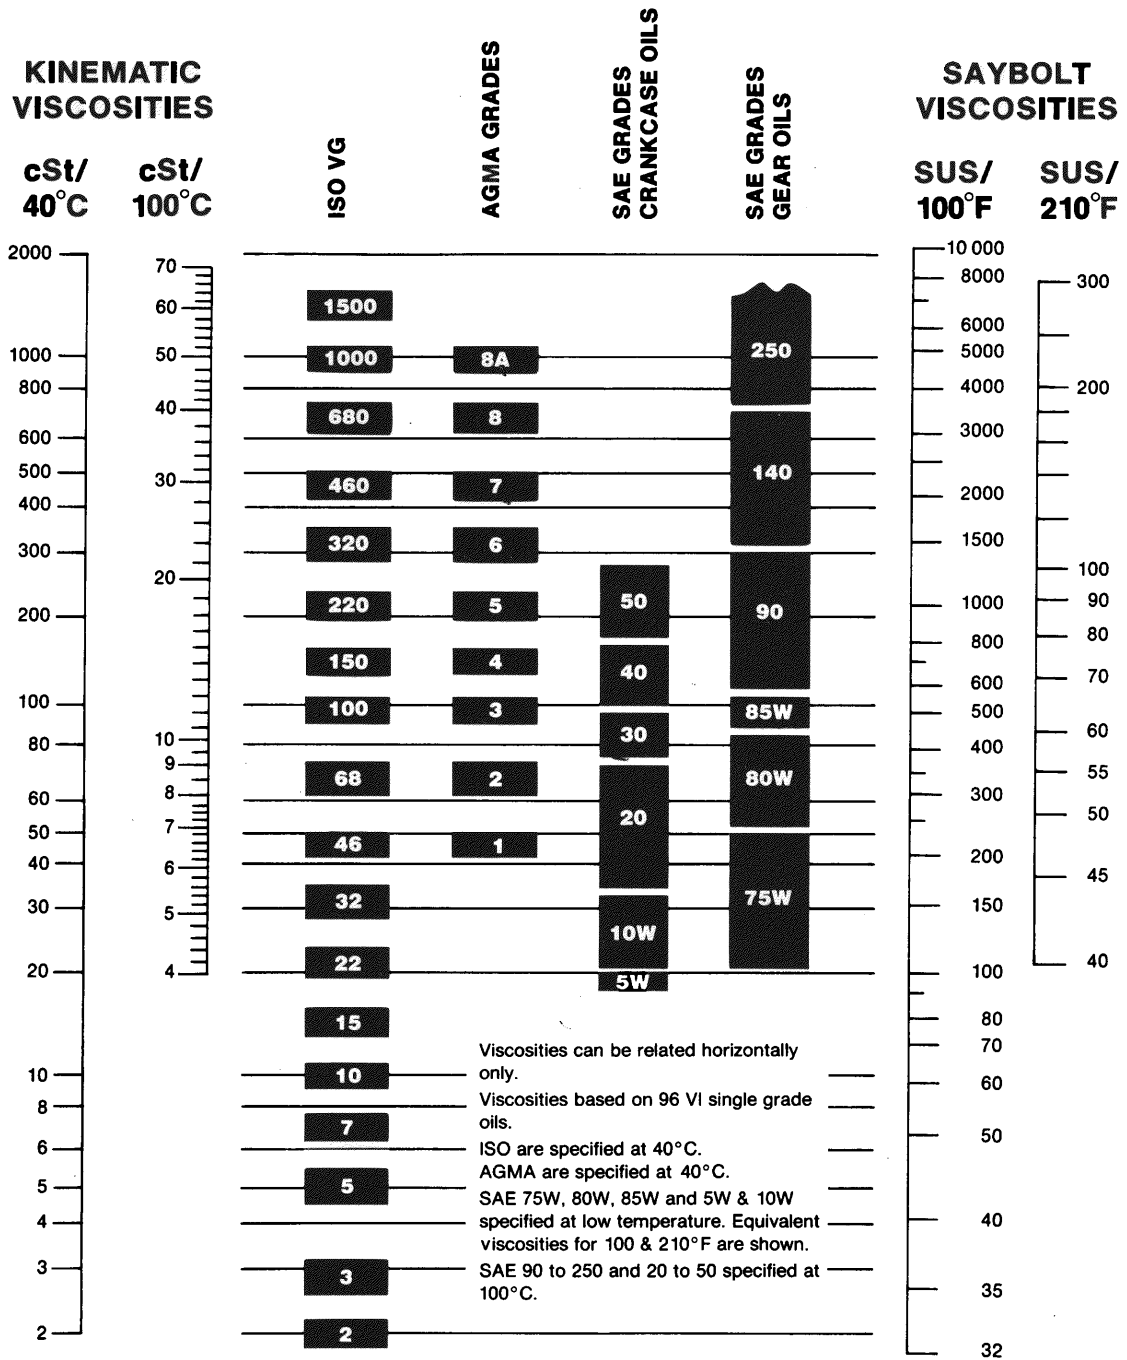 KINEMATIC
VISCOSITIES
cSt/
40°C
cSt/
100°C
ISO VG
AGMA GRADES
SAE GRADES
CRANKCASE OILS
SAE GRADES
GEAR OILS
SAYBOLT
VISCOSITIES
SUS/
100°F
SUS/
210°F
2000
1000
800
600
500
400
300
200
100
80
60
50
40
30
20
10
8
6
5
4
3
2
70
60
50
40
30
20
10
9
8
7
6
5
4
1500
1000
680
460
320
220
150
100
68
46
32
22
15
10
7
5
3
2
8A
8
7
6
5
4
3
2
1
50
40
30
20
10W
5W
250
140
90
85W
80W
75W
10 000
8000
6000
5000
4000
3000
2000
1500
1000
800
600
500
400
300
200
150
100
80
70
60
50
40
35
32
300
200
100
90
80
70
60
55
50
45
40
Viscosities can be related horizontally
only.
Viscosities based on 96 VI single grade
oils.
ISO are specified at 40°C.
AGMA are specified at 40°C.
SAE 75W, 80W, 85W and 5W & 10W
specified at low temperature. Equivalent
viscosities for 100 & 210°F are shown.
SAE 90 to 250 and 20 to 50 specified at
100°C.